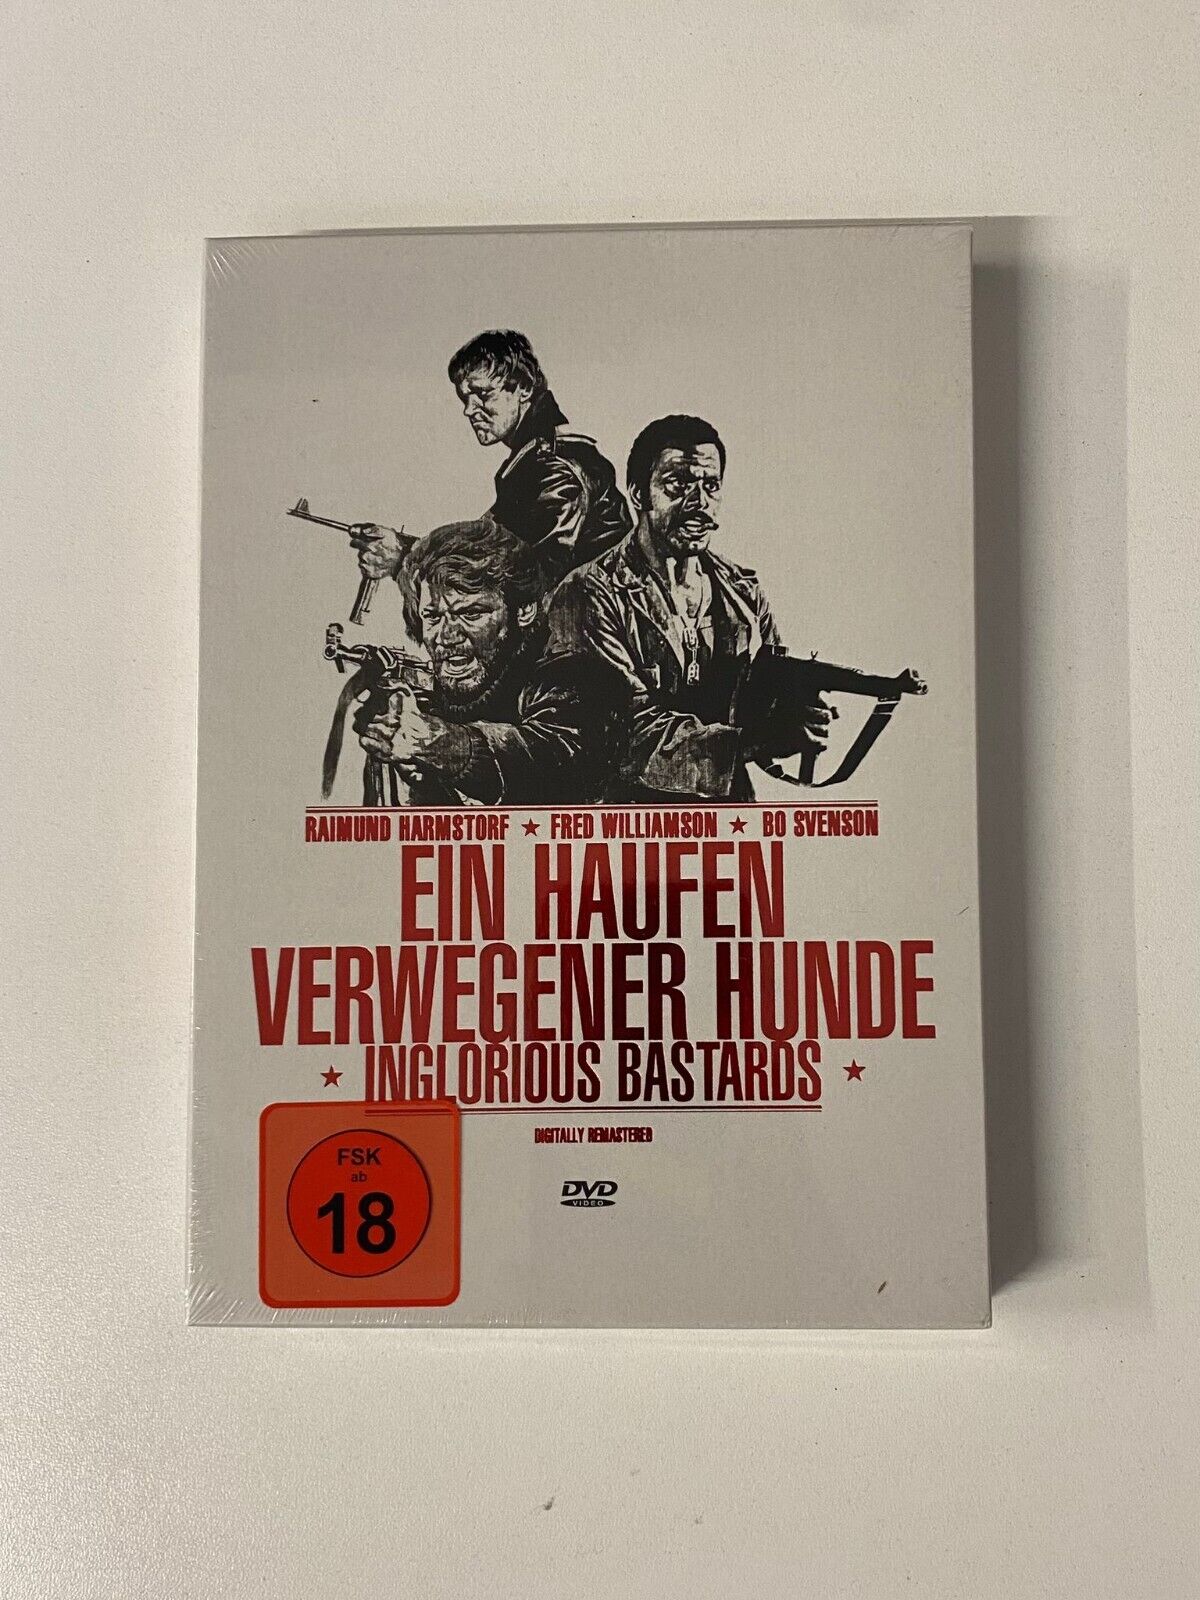 RAIMUND HARMSTORF ★ FRED WILLIAMSON ★ BO SVENSON
EIN HAUFEN
VERWEGENER HUNDE
★ INGLORIOUS BASTARDS ★
DIGITALLY REMASTERED
FSK
ab
18
DVD
VIDEO